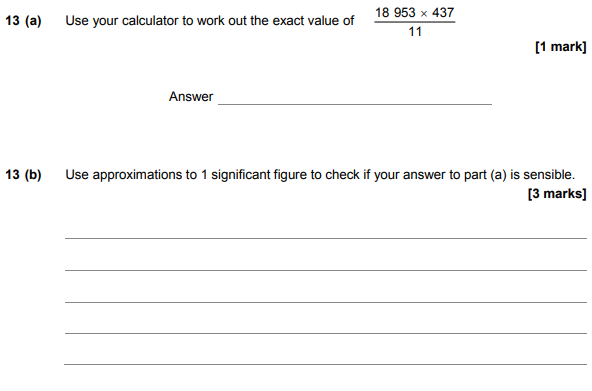 13 (a) Use your calculator to work out the exact value of 18 953 × 437
11
[1 mark]
Answer
13 (b) Use approximations to 1 significant figure to check if your answer to part (a) is sensible.
[3 marks]